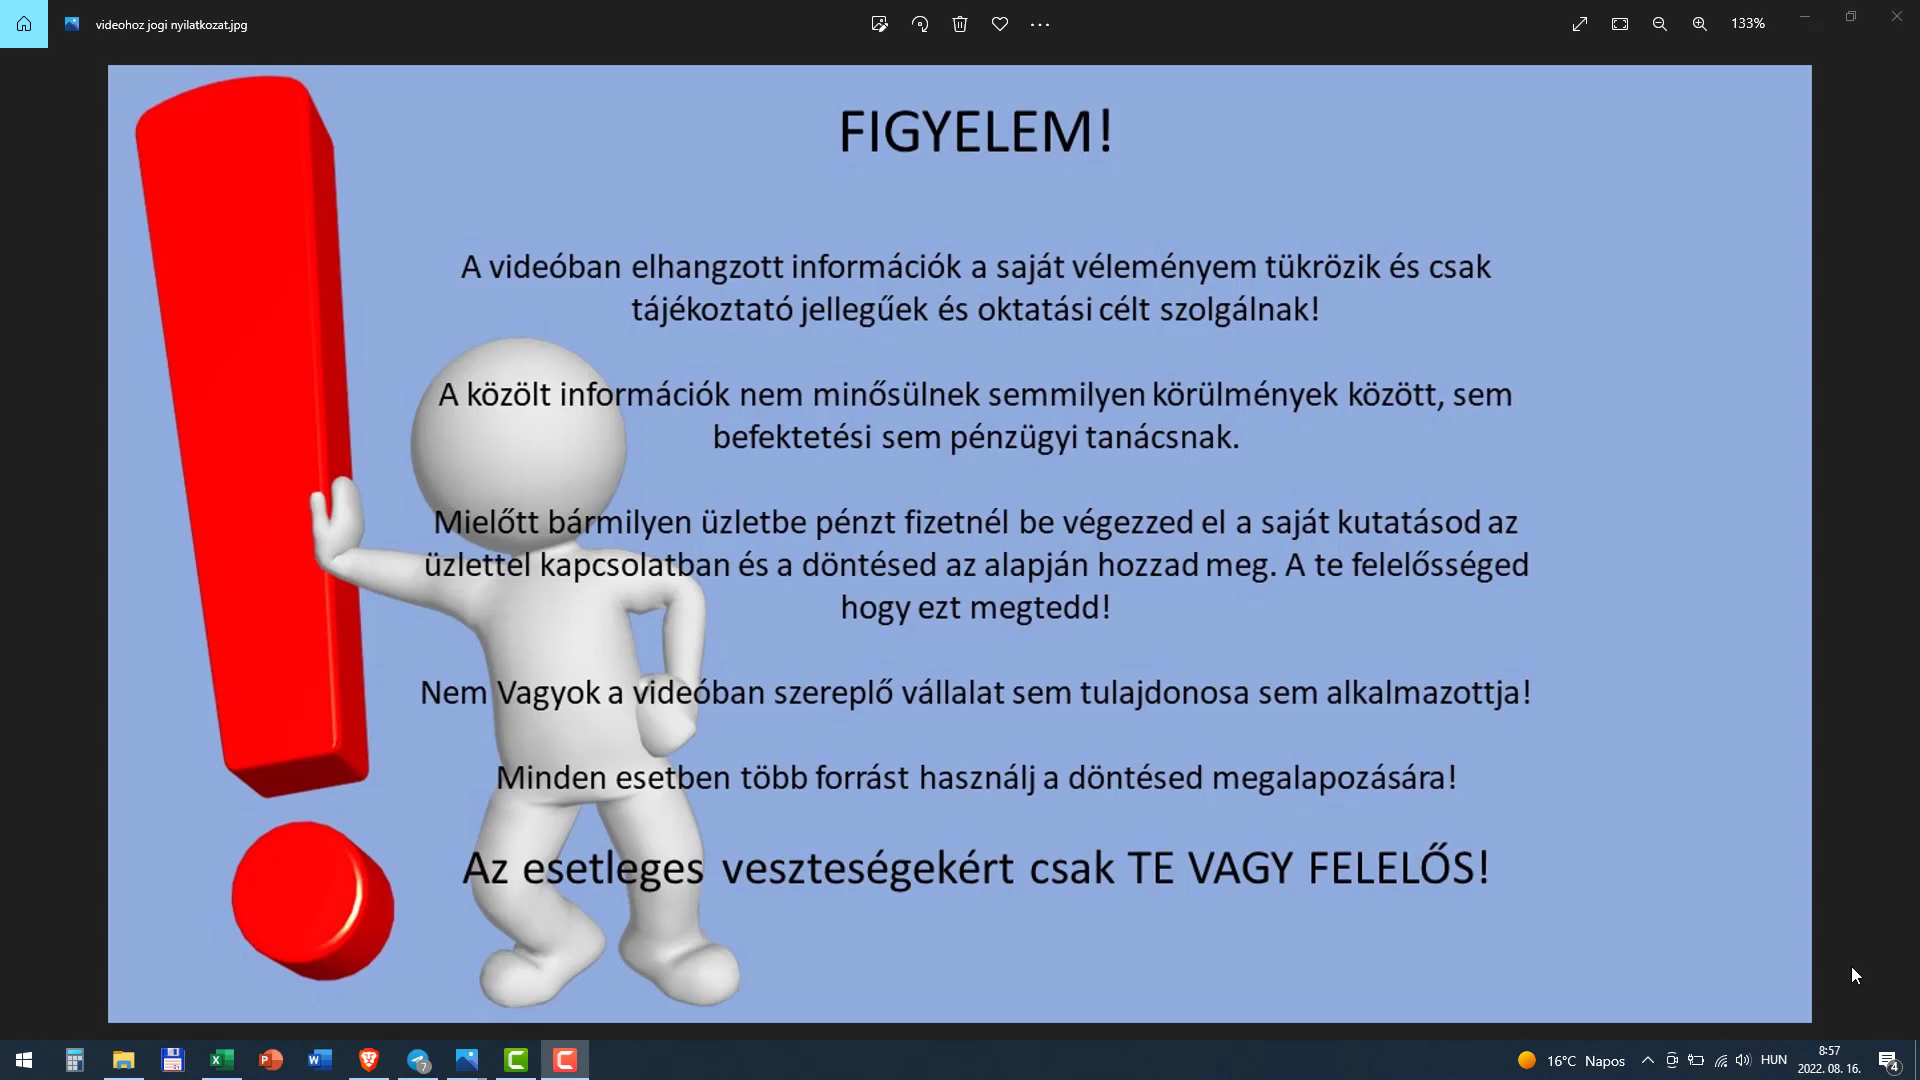 videohoz jogi nyilatkozat.jpg
133%
FIGYELEM!
A videóban elhangzott információk a saját véleményem tükrözik és csak
tájékoztató jellegűek és oktatási célt szolgálnak!
A közölt információk nem minősülnek semmilyen körülmények között, sem
befektetési sem pénzügyi tanácsnak.
Mielőtt bármilyen üzletbe pénzt fizetnél be végezzed el a saját kutatásod az
üzlettel kapcsolatban és a döntésed az alapján hozzad meg. A te felelősséged
hogy ezt megtedd!
Nem Vagyok a videóban szereplő vállalat sem tulajdonosa sem alkalmazottja!
Minden esetben több forrást használj a döntésed megalapozására!
Az esetleges veszteségekért csak TE VAGY FELELŐS!
7
16°C Napos
HUN
8:57
2022. 08. 16.
4